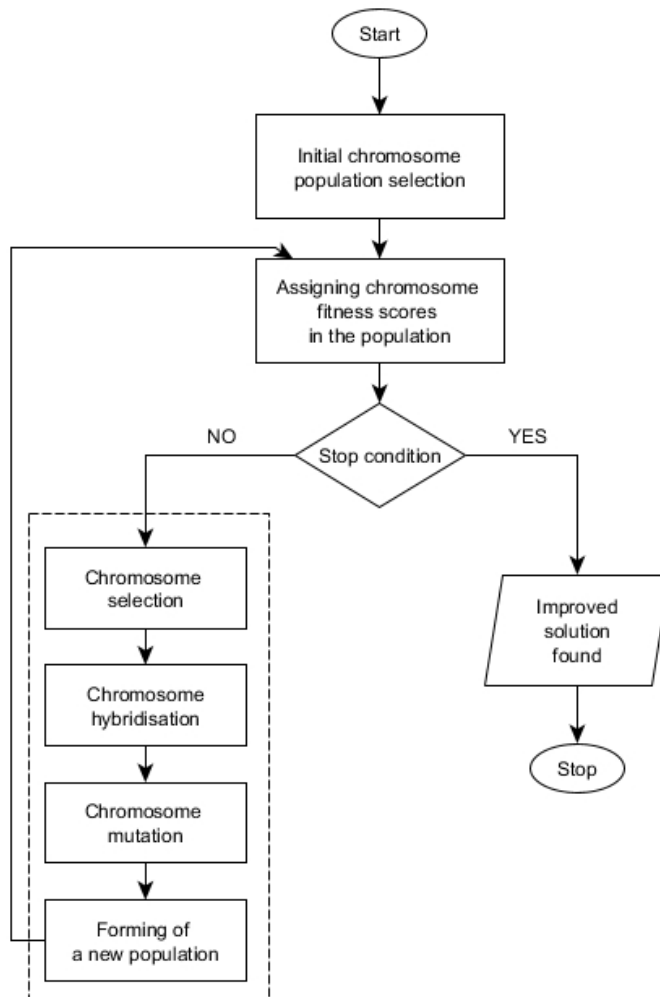 Start
Initial chromosome
population selection
Assigning chromosome
fitness scores
in the population
NO
Stop condition
YES
Chromosome
selection
Chromosome
hybridisation
Chromosome
mutation
Forming of
a new population
Improved
solution
found
Stop